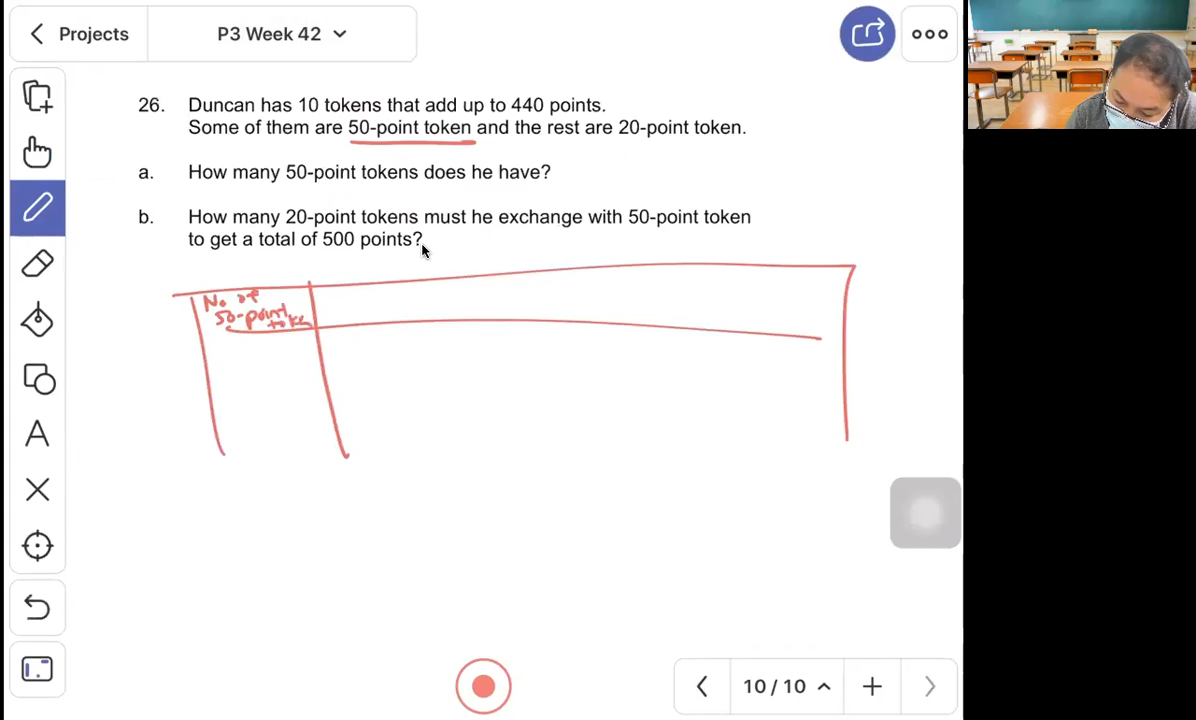 Projects
P3 Week 42
26. Duncan has 10 tokens that add up to 440 points.
Some of them are 50-point token and the rest are 20-point token.
a. How many 50-point tokens does he have?
b. How many 20-point tokens must he exchange with 50-point token
to get a total of 500 points?
No. of
50-point
token
A
10 / 10